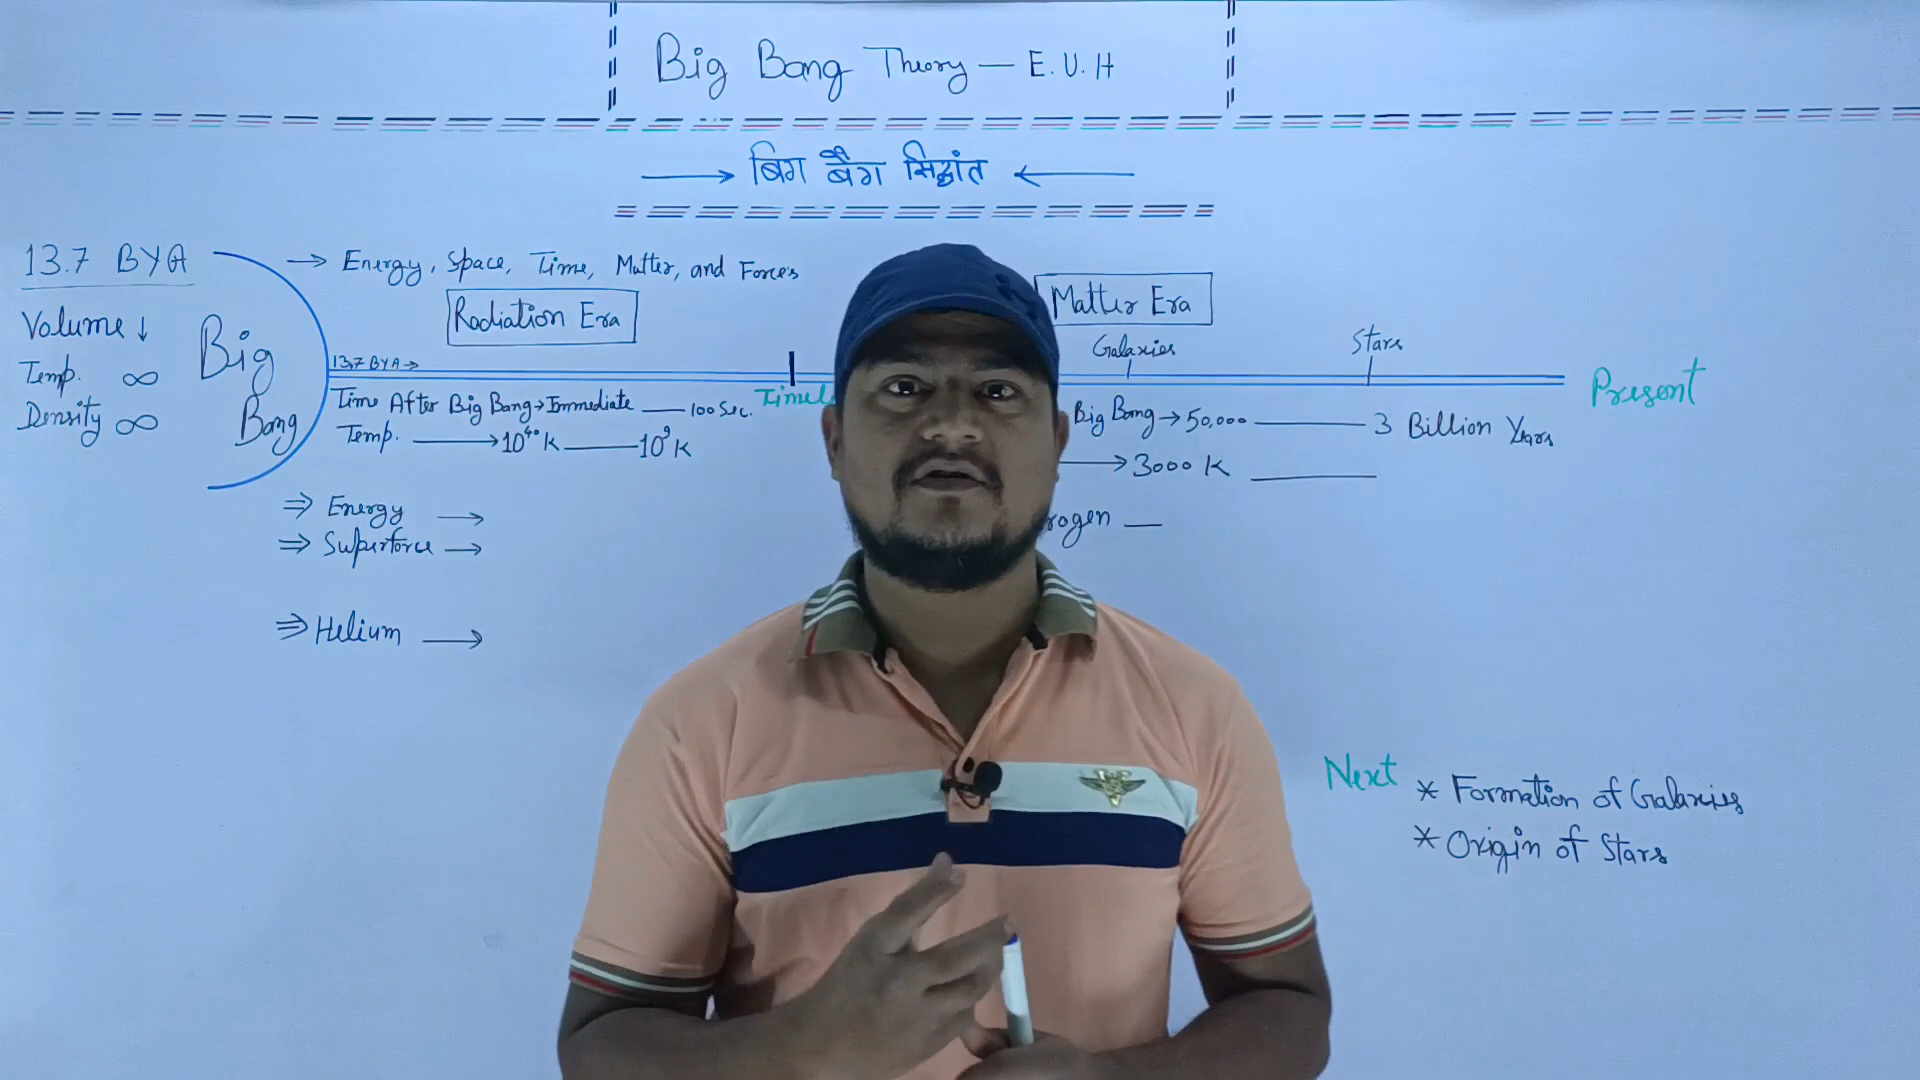 Big Bang Theory — E.U.H
→ बिग बैंग सिद्धांत ←
13.7 BYA
Volume ↓
Temp. ∞
Density ∞
Big
Bang
→ Energy, Space, Time, Matter, and Forces
Radiation Era
13.7 BYA →
Time After Big Bang → Immediate — 100 Sec.
Temp. → 10⁴⁰ K — 10⁹ K
⇒ Energy →
⇒ Superforce →
⇒ Helium →
Matter Era
Galaxies
Stars
Present
Big Bang → 50,000 — 3 Billion Years
→ 3000 K —
Next
* Formation of Galaxies
* Origin of Stars